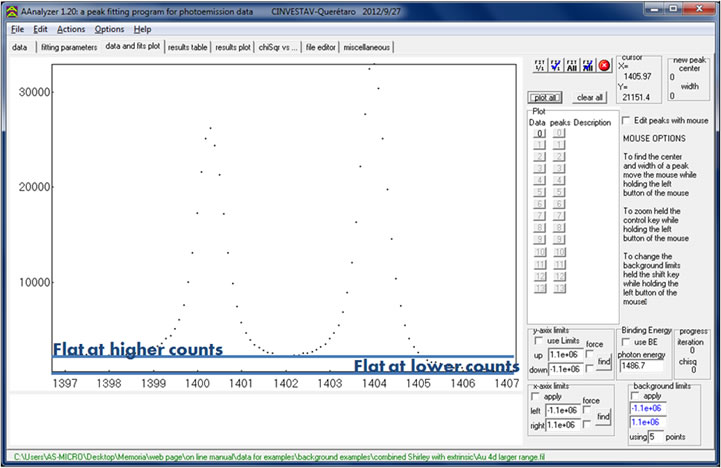 AAnalyzer 1.20: a peak fitting program for photoemission data CINVESTAV-Querétaro 2012/9/27
File Edit Actions Options Help
data fitting parameters data and fits plot results table results plot chiSqr vs ... file editor miscellaneous
30000
20000
10000
Flat at higher counts
Flat at lower counts
1397 1398 1399 1400 1401 1402 1403 1404 1405 1406 1407
All All
plot all clear all
cursor
X=
1405.97
Y=
21151.4
new peak
center
0
width
0
Plot
Data peaks Description
0 0
1 1
2 2
3 3
4 4
5 5
6 6
7 7
8 8
9 9
10 10
11 11
12 12
13 13
Edit peaks with mouse
MOUSE OPTIONS
To find the center
and width of a peak
move the mouse while
holding the left
button of the mouse
To zoom held the
control key while
holding the left
button of the mouse
To change the
background limits
held the shift key
while holding the
left button of the
mouse
y-axis limits
use Limits force
up 1.1e+06
down -1.1e+06
find
Binding Energy
use BE
photon energy
1486.7
progress
iteration
0
chisq
0
x-axis limits
apply force
left -1.1e+06
right 1.1e+06
find
background limits
apply
-1.1e+06
1.1e+06
using 5 points
C:\Users\AS-MICRO\Desktop\Memoria\web page\on line manual\data for examples\background examples\combined Shirley with extrinsic\Au 4d larger range.fil